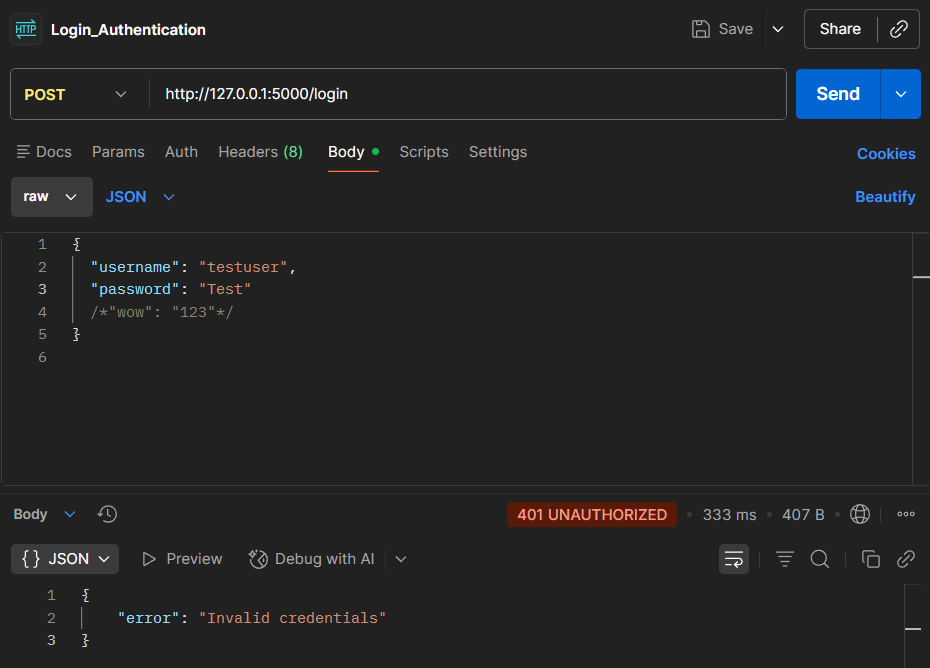 HTTP Login_Authentication Save Share
POST http://127.0.0.1:5000/login Send
Docs Params Auth Headers (8) Body Scripts Settings Cookies
raw JSON Beautify
1 {
2 "username": "testuser",
3 "password": "Test"
4 /*"wow": "123"*/
5 }
6
Body 401 UNAUTHORIZED 333 ms 407 B
{} JSON Preview Debug with AI
1 {
2 "error": "Invalid credentials"
3 }